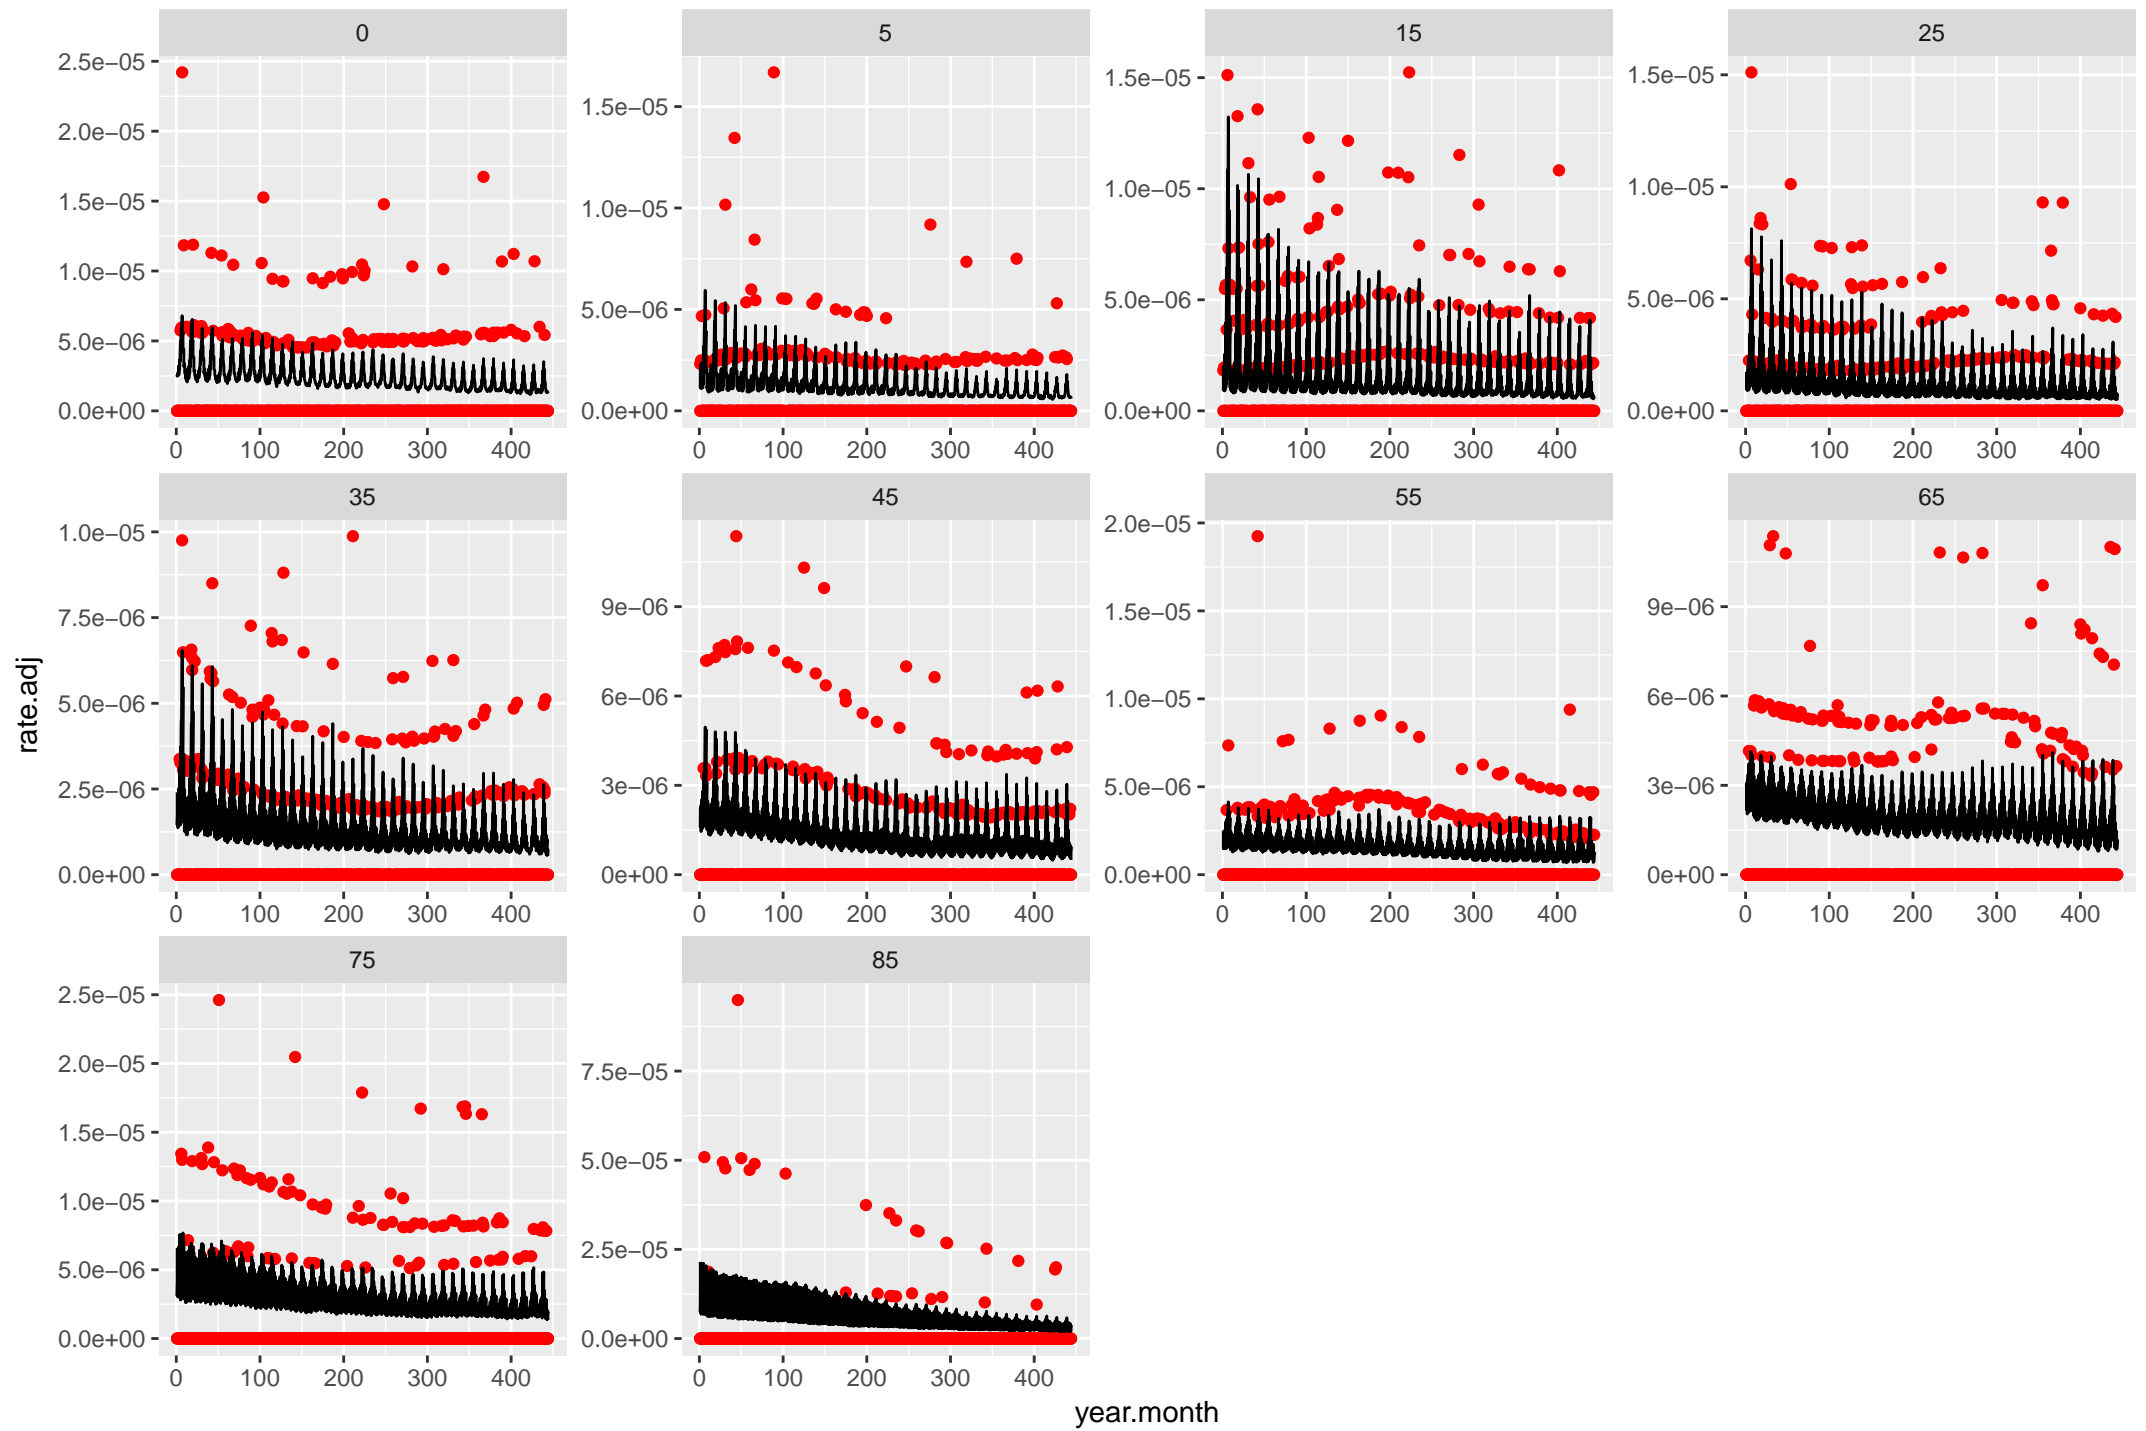 0 5 15 25
2.5e−05
2.0e−05
1.5e−05
1.0e−05
5.0e−06
0.0e+00
1.5e−05
1.0e−05
5.0e−06
0.0e+00
1.5e−05
1.0e−05
5.0e−06
0.0e+00
1.5e−05
1.0e−05
5.0e−06
0.0e+00
0 100 200 300 400 0 100 200 300 400 0 100 200 300 400 0 100 200 300 400
35 45 55 65
1.0e−05
7.5e−06
5.0e−06
2.5e−06
0.0e+00
9e−06
6e−06
3e−06
0e+00
2.0e−05
1.5e−05
1.0e−05
5.0e−06
0.0e+00
9e−06
6e−06
3e−06
0e+00
0 100 200 300 400 0 100 200 300 400 0 100 200 300 400 0 100 200 300 400
75 85
2.5e−05
2.0e−05
1.5e−05
1.0e−05
5.0e−06
0.0e+00
7.5e−05
5.0e−05
2.5e−05
0.0e+00
0 100 200 300 400 0 100 200 300 400
rate.adj
year.month